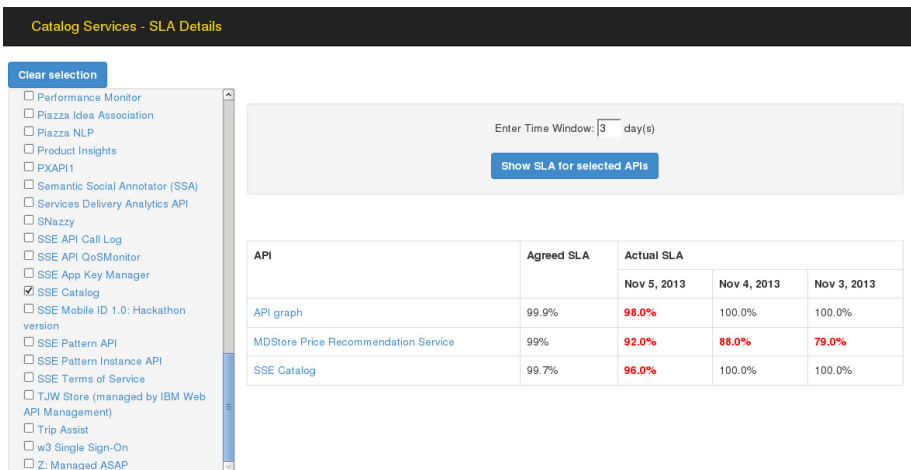 Catalog Services - SLA Details
Clear selection
Performance Monitor
Piazza Idea Association
Piazza NLP
Product Insights
PXAPI1
Semantic Social Annotator (SSA)
Services Delivery Analytics API
SNazzy
SSE API Call Log
SSE API QoSMonitor
SSE App Key Manager
SSE Catalog
SSE Mobile ID 1.0: Hackathon
version
SSE Pattern API
SSE Pattern Instance API
SSE Terms of Service
TJW Store (managed by IBM Web
API Management)
Trip Assist
w3 Single Sign-On
Z: Managed ASAP
Enter Time Window: 3 day(s)
Show SLA for selected APIs
API Agreed SLA Actual SLA
Nov 5, 2013 Nov 4, 2013 Nov 3, 2013
API graph 99.9% 98.0% 100.0% 100.0%
MDStore Price Recommendation Service 99% 92.0% 88.0% 79.0%
SSE Catalog 99.7% 96.0% 100.0% 100.0%